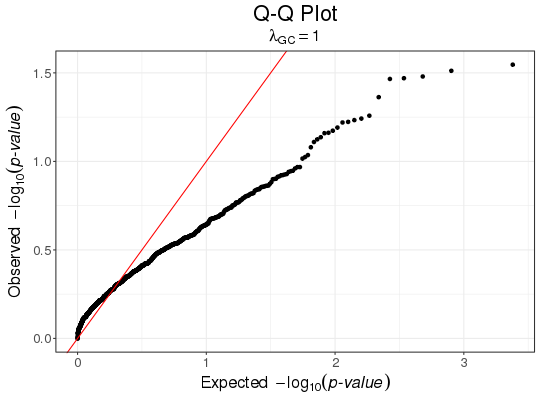 Q-Q Plot
λGC = 1
Observed −log10(p-value)
1.5
1.0
0.5
0.0
0 1 2 3
Expected −log10(p-value)